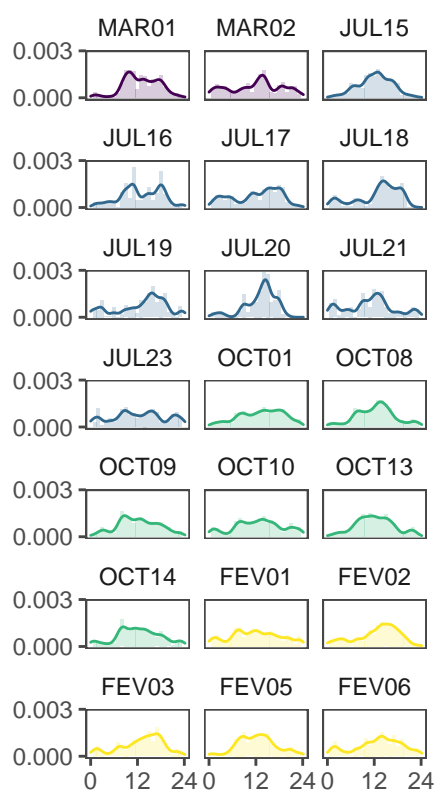 MAR01 MAR02 JUL15
0.003
0.000
JUL16 JUL17 JUL18
0.003
0.000
JUL19 JUL20 JUL21
0.003
0.000
JUL23 OCT01 OCT08
0.003
0.000
OCT09 OCT10 OCT13
0.003
0.000
OCT14 FEV01 FEV02
0.003
0.000
FEV03 FEV05 FEV06
0.003
0.000
0 12 24 0 12 24 0 12 24